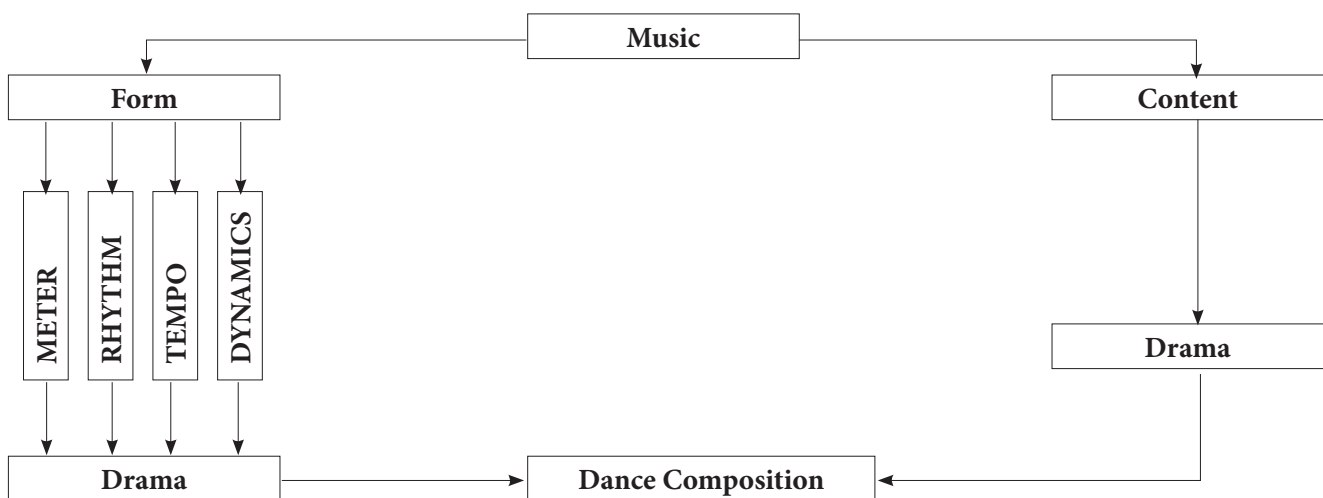 Music
Form
Content
METER
RHYTHM
TEMPO
DYNAMICS
Drama
Drama
Dance Composition